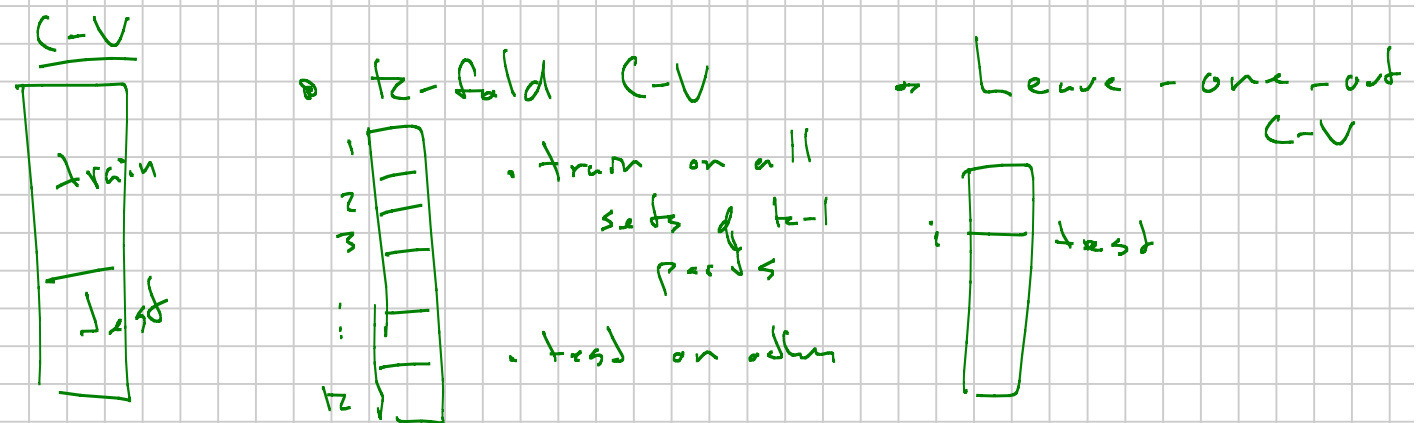 C-V
train
test
k-fold C-V
1
2
3
⋮
k
. train on all
sets of k-1
parts
. test on other
Leave-one-out
C-V
i
test